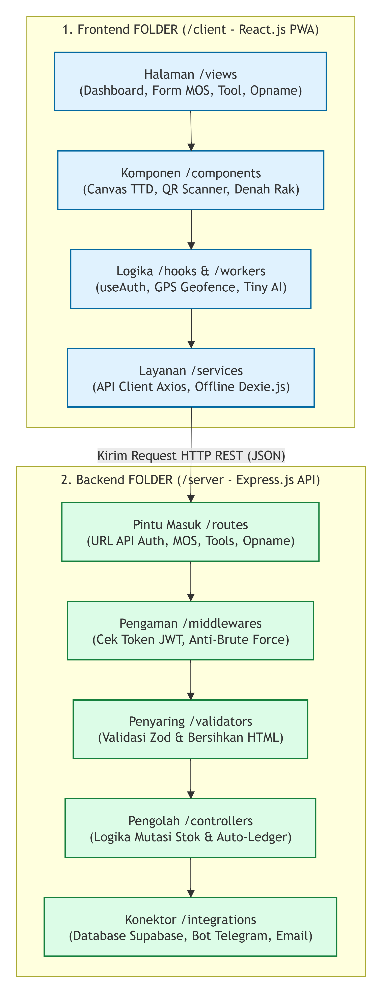 1. Frontend FOLDER (/client - React.js PWA)
Halaman /views
(Dashboard, Form MOS, Tool, Opname)
Komponen /components
(Canvas TTD, QR Scanner, Denah Rak)
Logika /hooks & /workers
(useAuth, GPS Geofence, Tiny AI)
Layanan /services
(API Client Axios, Offline Dexie.js)
Kirim Request HTTP REST (JSON)
2. Backend FOLDER (/server - Express.js API)
Pintu Masuk /routes
(URL API Auth, MOS, Tools, Opname)
Pengaman /middlewares
(Cek Token JWT, Anti-Brute Force)
Penyaring /validators
(Validasi Zod & Bersihkan HTML)
Pengolah /controllers
(Logika Mutasi Stok & Auto-Ledger)
Konektor /integrations
(Database Supabase, Bot Telegram, Email)